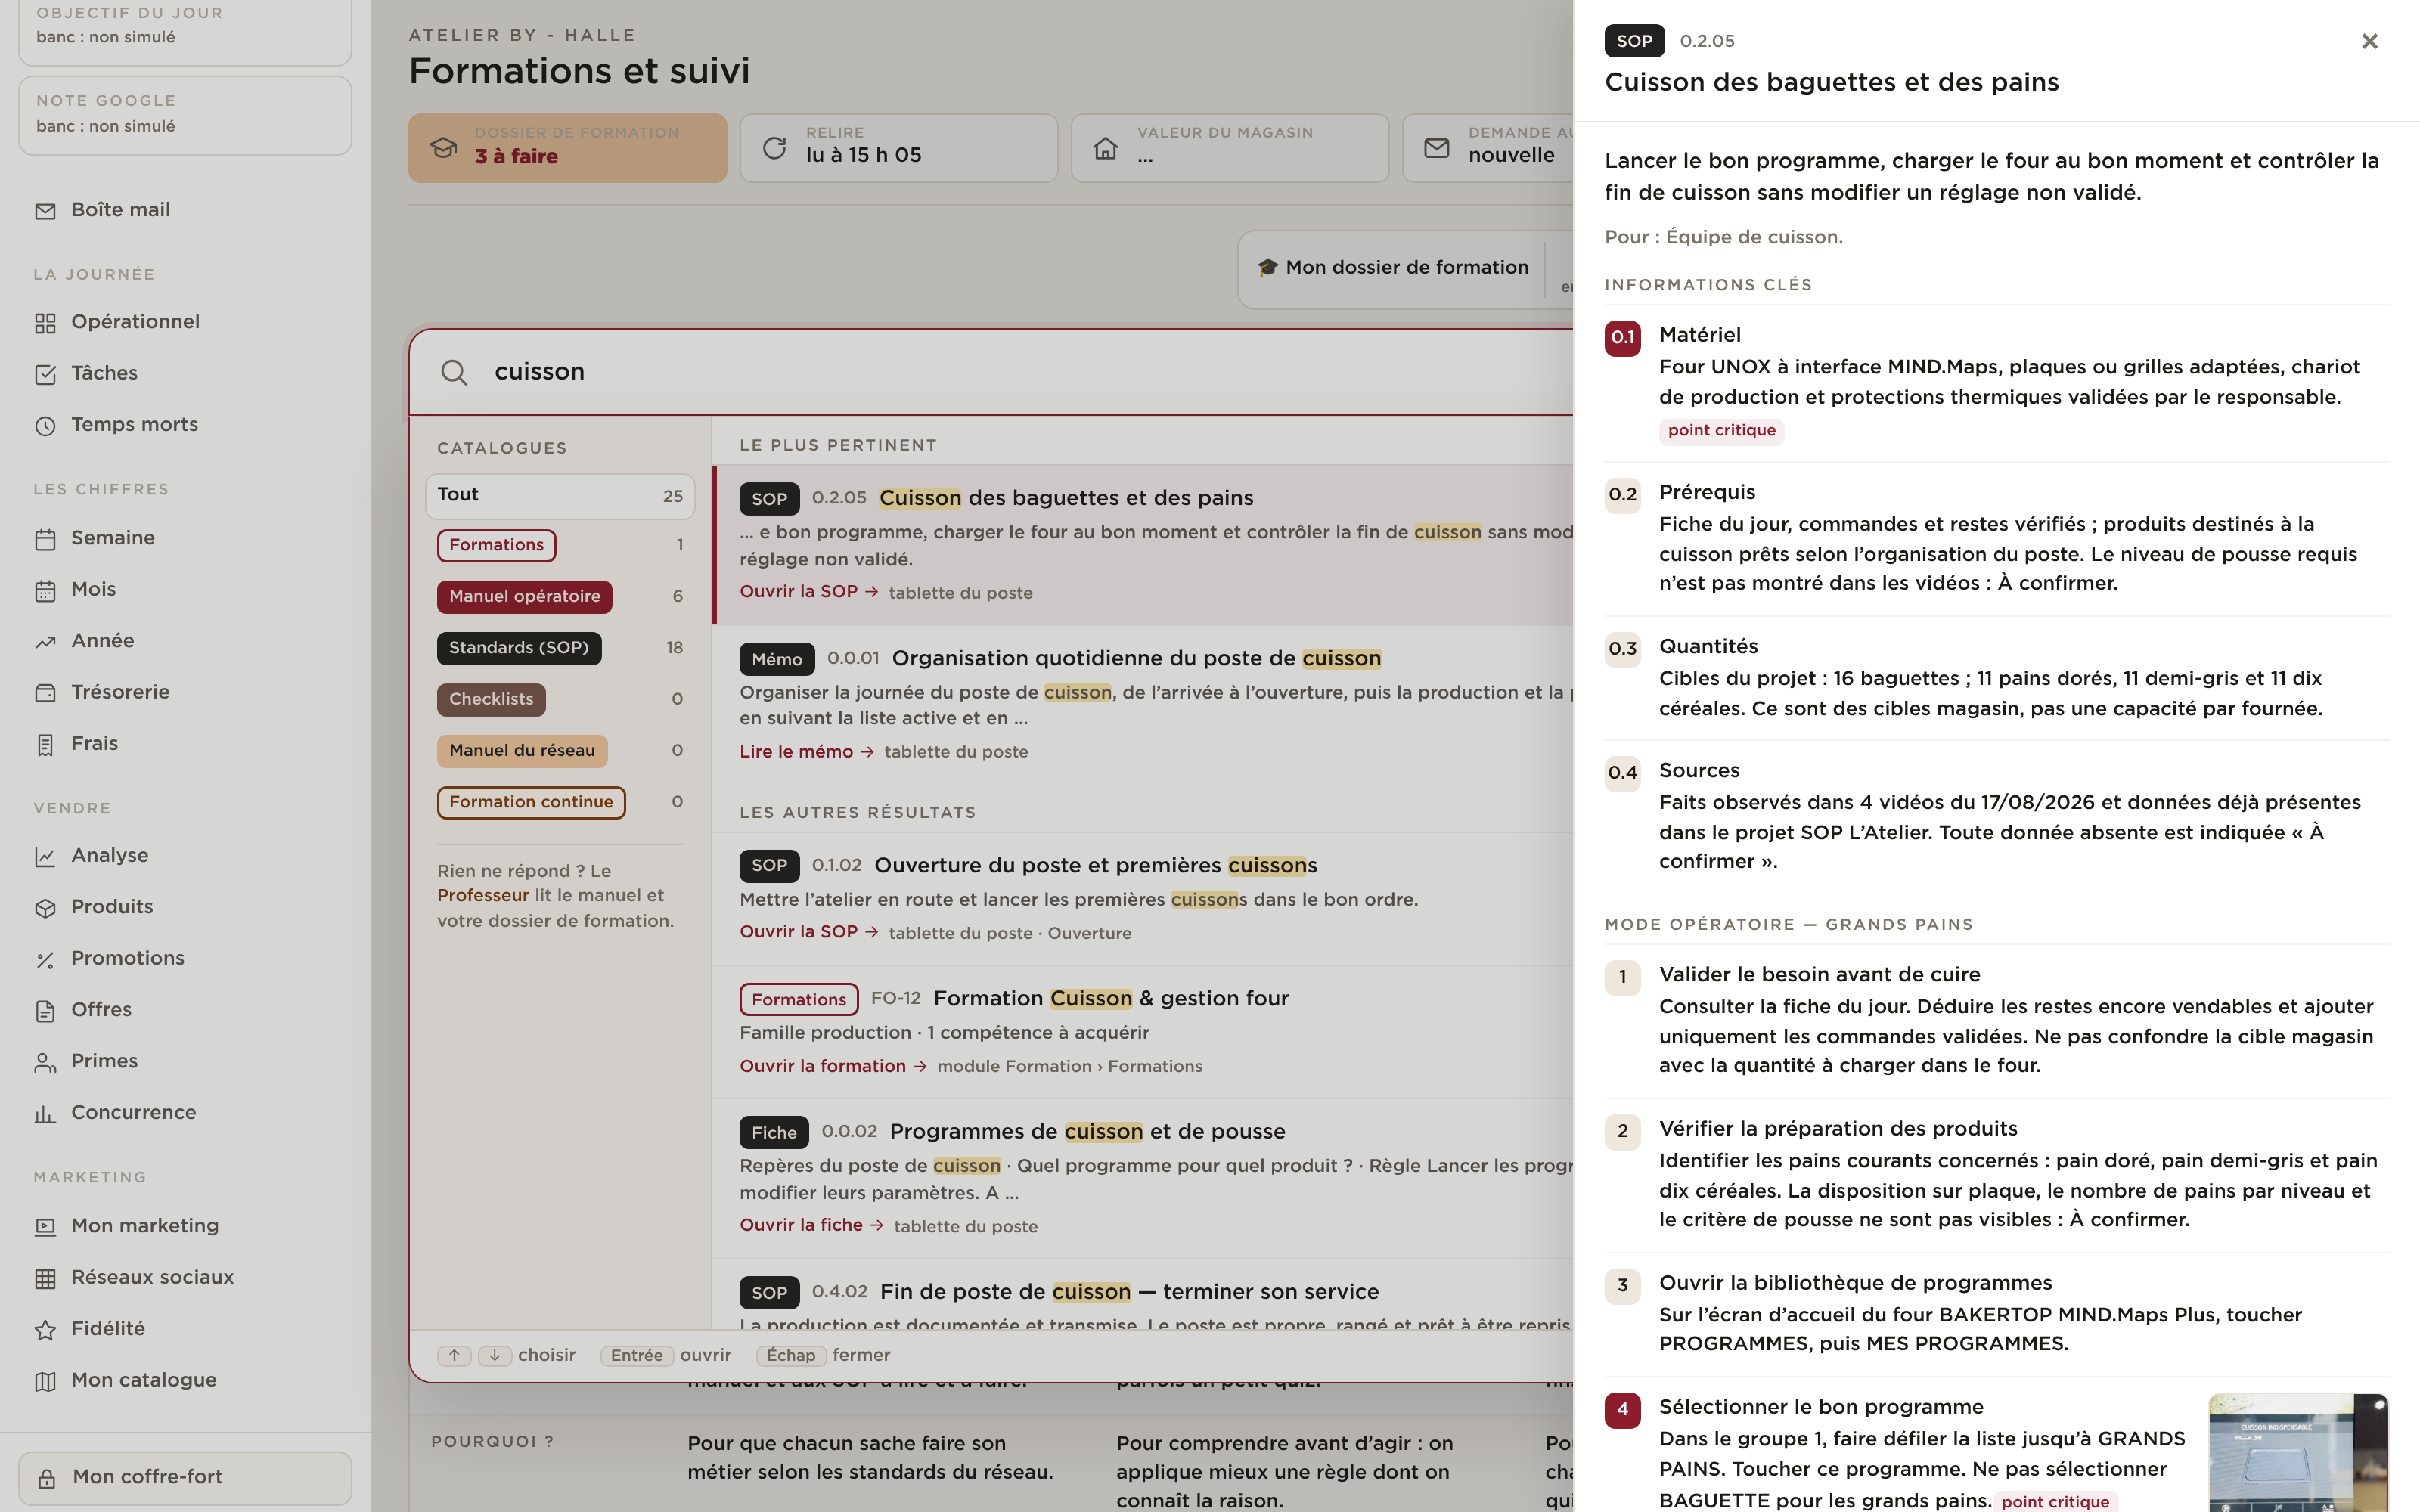 OBJECTIF DU JOUR
banc : non simulé
NOTE GOOGLE
banc : non simulé
Boîte mail
LA JOURNÉE
Opérationnel
Tâches
Temps morts
LES CHIFFRES
Semaine
Mois
Année
Trésorerie
Frais
VENDRE
Analyse
Produits
Promotions
Offres
Primes
Concurrence
MARKETING
Mon marketing
Réseaux sociaux
Fidélité
Mon catalogue
Mon coffre-fort
ATELIER BY - HALLE
Formations et suivi
DOSSIER DE FORMATION
3 à faire
RELIRE
lu à 15 h 05
VALEUR DU MAGASIN
...
DEMANDE
nouvelle
Mon dossier de formation
cuisson
CATALOGUES
Tout 25
Formations 1
Manuel opératoire 6
Standards (SOP) 18
Checklists 0
Manuel du réseau 0
Formation continue 0
Rien ne répond ? Le
Professeur lit le manuel et
votre dossier de formation.
LE PLUS PERTINENT
SOP 0.2.05 Cuisson des baguettes et des pains
... e bon programme, charger le four au bon moment et contrôler la fin de cuisson sans mod
réglage non validé.
Ouvrir la SOP → tablette du poste
Mémo 0.0.01 Organisation quotidienne du poste de cuisson
Organiser la journée du poste de cuisson, de l’arrivée à l’ouverture, puis la production et la
en suivant la liste active et en ...
Lire le mémo → tablette du poste
LES AUTRES RÉSULTATS
SOP 0.1.02 Ouverture du poste et premières cuissons
Mettre l’atelier en route et lancer les premières cuissons dans le bon ordre.
Ouvrir la SOP → tablette du poste · Ouverture
Formations FO-12 Formation Cuisson & gestion four
Famille production · 1 compétence à acquérir
Ouvrir la formation → module Formation › Formations
Fiche 0.0.02 Programmes de cuisson et de pousse
Repères du poste de cuisson · Quel programme pour quel produit ? · Règle Lancer les progr
modifier leurs paramètres. A ...
Ouvrir la fiche → tablette du poste
SOP 0.4.02 Fin de poste de cuisson — terminer son service
La production est documentée et transmise. Le poste est propre, rangé et prêt à être repris
↑ ↓ choisir Entrée ouvrir Échap fermer
manuel et aux SOP à lire et à faire. parfois un petit quiz.
POURQUOI ?
Pour que chacun sache faire son
métier selon les standards du réseau.
Pour comprendre avant d’agir : on
applique mieux une règle dont on
connaît la raison.
SOP 0.2.05
×
Cuisson des baguettes et des pains
Lancer le bon programme, charger le four au bon moment et contrôler la
fin de cuisson sans modifier un réglage non validé.
Pour : Équipe de cuisson.
INFORMATIONS CLÉS
0.1 Matériel
Four UNOX à interface MIND.Maps, plaques ou grilles adaptées, chariot
de production et protections thermiques validées par le responsable.
point critique
0.2 Prérequis
Fiche du jour, commandes et restes vérifiés ; produits destinés à la
cuisson prêts selon l’organisation du poste. Le niveau de pousse requis
n’est pas montré dans les vidéos : À confirmer.
0.3 Quantités
Cibles du projet : 16 baguettes ; 11 pains dorés, 11 demi-gris et 11 dix
céréales. Ce sont des cibles magasin, pas une capacité par fournée.
0.4 Sources
Faits observés dans 4 vidéos du 17/08/2026 et données déjà présentes
dans le projet SOP L’Atelier. Toute donnée absente est indiquée « À
confirmer ».
MODE OPÉRATOIRE — GRANDS PAINS
1 Valider le besoin avant de cuire
Consulter la fiche du jour. Déduire les restes encore vendables et ajouter
uniquement les commandes validées. Ne pas confondre la cible magasin
avec la quantité à charger dans le four.
2 Vérifier la préparation des produits
Identifier les pains courants concernés : pain doré, pain demi-gris et pain
dix céréales. La disposition sur plaque, le nombre de pains par niveau et
le critère de pousse ne sont pas visibles : À confirmer.
3 Ouvrir la bibliothèque de programmes
Sur l’écran d’accueil du four BAKERTOP MIND.Maps Plus, toucher
PROGRAMMES, puis MES PROGRAMMES.
4 Sélectionner le bon programme
Dans le groupe 1, faire défiler la liste jusqu’à GRANDS
PAINS. Toucher ce programme. Ne pas sélectionner
BAGUETTE pour les grands pains. point critique
CUISSON INDISPENSABLE